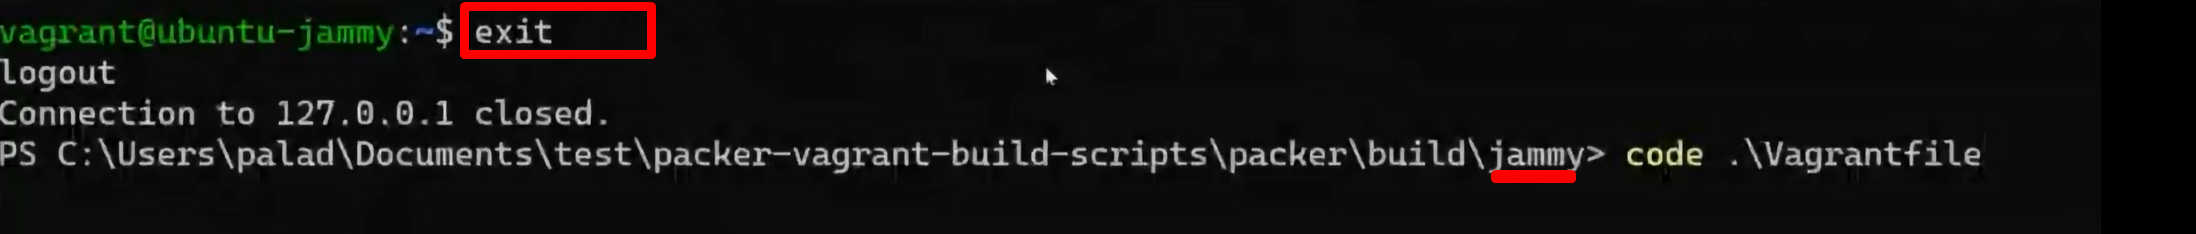 vagrant@ubuntu-jammy:~$ exit
logout
Connection to 127.0.0.1 closed.
PS C:\Users\palad\Documents\test\packer-vagrant-build-scripts\packer\build\jammy> code .\Vagrantfile